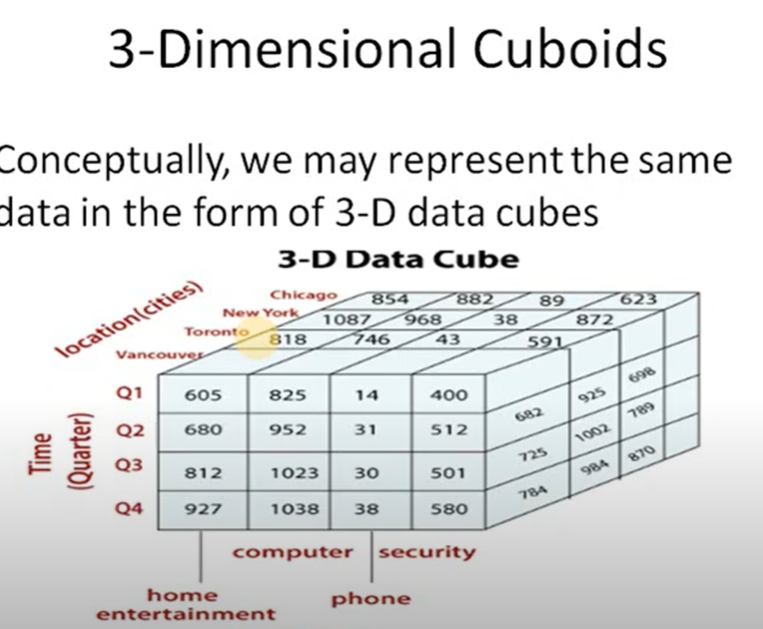 3-Dimensional Cuboids
Conceptually, we may represent the same
data in the form of 3-D data cubes
3-D Data Cube
location(cities)
Chicago 854 882 89 623
New York 1087 968 38 872
Toronto 818 746 43 591
Vancouver
Time
(Quarter)
Q1 605 825 14 400
Q2 680 952 31 512
Q3 812 1023 30 501
Q4 927 1038 38 580
682 925 698
725 1002 789
784 984 870
computer security
home phone
entertainment